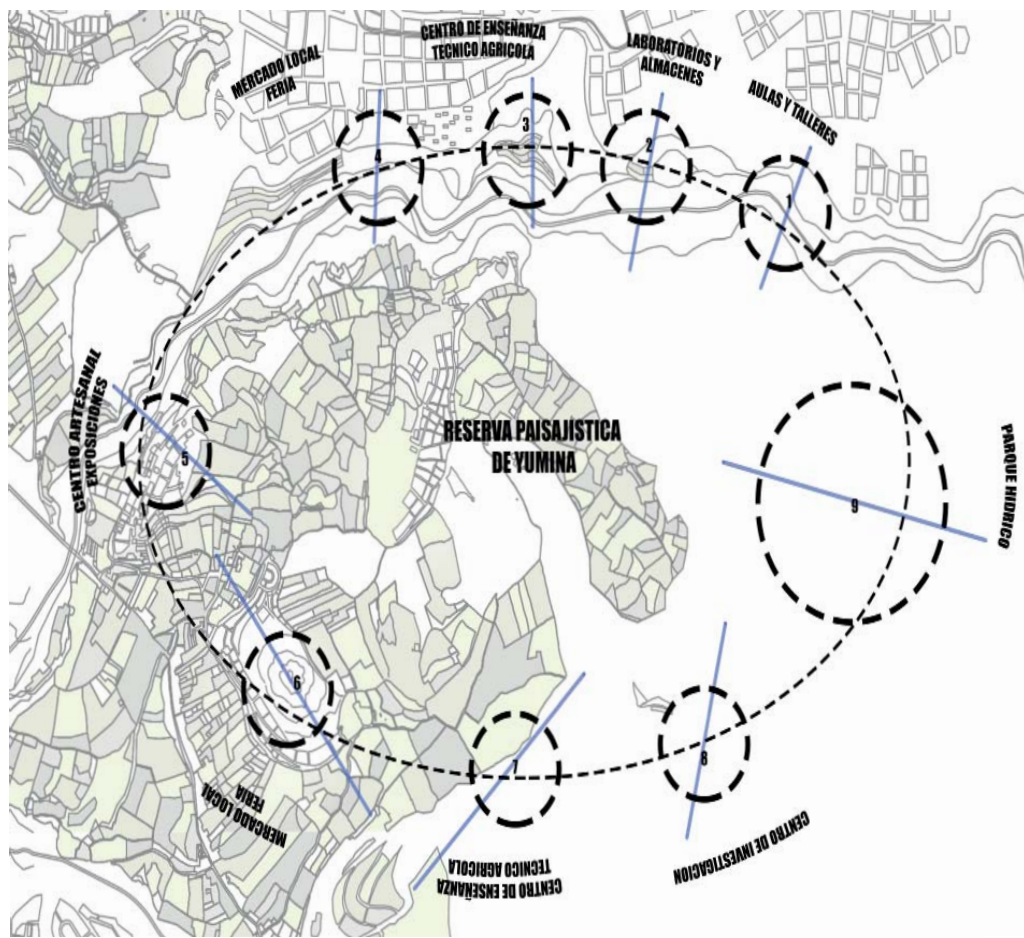 CENTRO DE ENSEÑANZA
TECNICO AGRICOLA
MERCADO LOCAL
FERIA
LABORATORIOS Y
ALMACENES
AULAS Y TALLERES
4
3
2
1
CENTRO ARTESANAL
EXPOSICIONES
5
RESERVA PAISAJÍSTICA
DE YUMINA
9
PARQUE HIDRICO
6
7
8
MERCADO LOCAL
FERIA
CENTRO DE ENSEÑANZA
TECNICO AGRICOLA
CENTRO DE INVESTIGACION